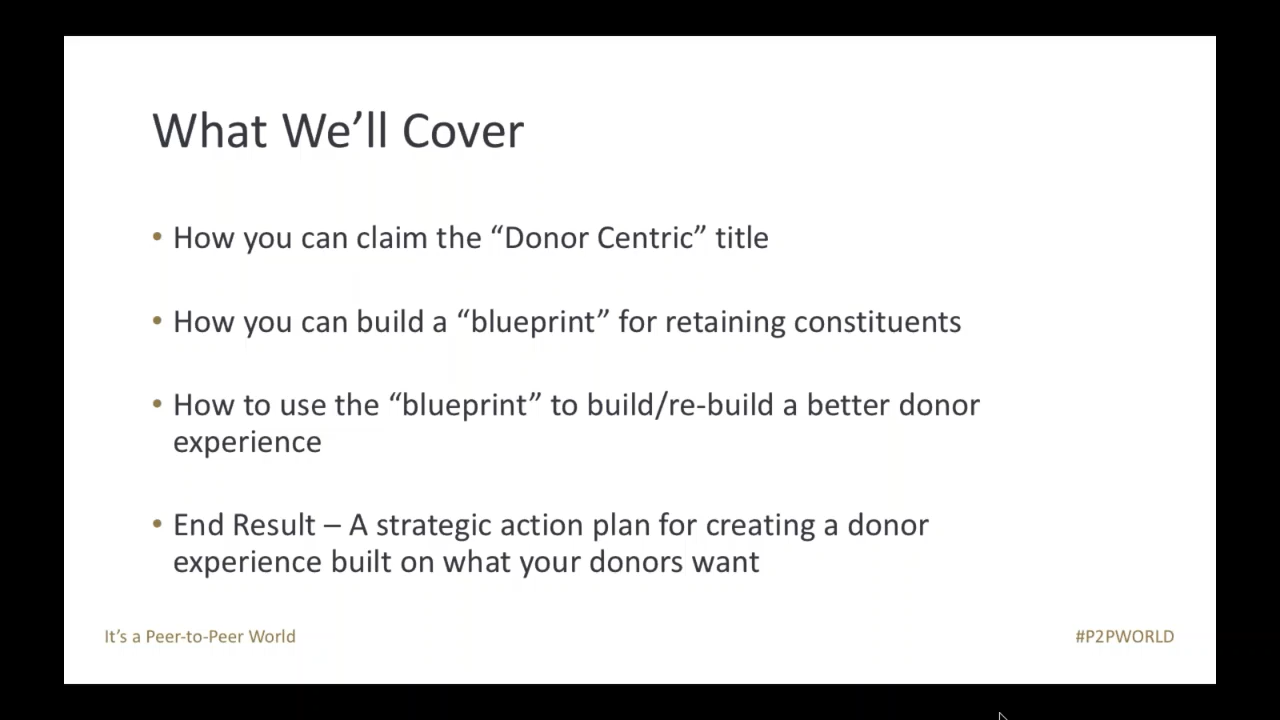 What We’ll Cover
• How you can claim the “Donor Centric” title
• How you can build a “blueprint” for retaining constituents
• How to use the “blueprint” to build/re-build a better donor
experience
• End Result – A strategic action plan for creating a donor
experience built on what your donors want
It’s a Peer-to-Peer World
#P2PWORLD